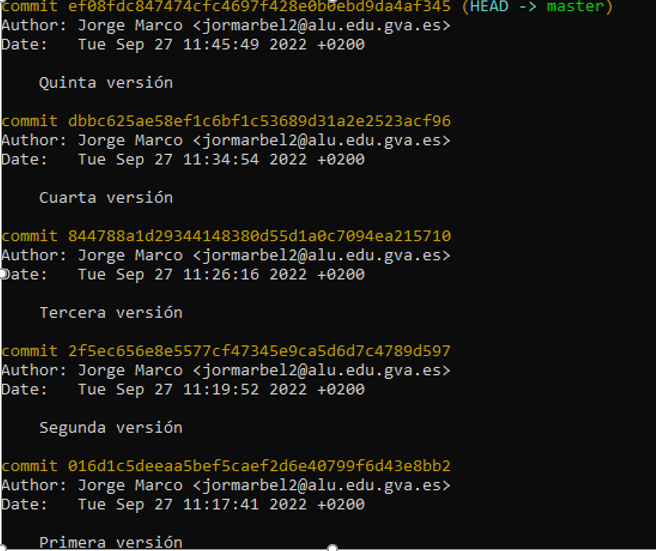 commit ef08fdc847474cfc4697f428e0b0ebd9da4af345 (HEAD -> master)
Author: Jorge Marco <jormarbel2@alu.edu.gva.es>
Date:   Tue Sep 27 11:45:49 2022 +0200
Quinta versión
commit dbbc625ae58ef1c6bf1c53689d31a2e2523acf96
Author: Jorge Marco <jormarbel2@alu.edu.gva.es>
Date:   Tue Sep 27 11:34:54 2022 +0200
Cuarta versión
commit 844788a1d29344148380d55d1a0c7094ea215710
Author: Jorge Marco <jormarbel2@alu.edu.gva.es>
Date:   Tue Sep 27 11:26:16 2022 +0200
Tercera versión
commit 2f5ec656e8e5577cf47345e9ca5d6d7c4789d597
Author: Jorge Marco <jormarbel2@alu.edu.gva.es>
Date:   Tue Sep 27 11:19:52 2022 +0200
Segunda versión
commit 016d1c5deeaa5bef5caef2d6e40799f6d43e8bb2
Author: Jorge Marco <jormarbel2@alu.edu.gva.es>
Date:   Tue Sep 27 11:17:41 2022 +0200
Primera versión